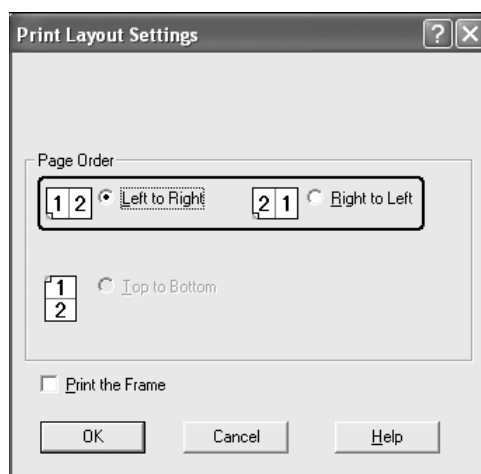 Print Layout Settings
Page Order
1 2 Left to Right 2 1 Right to Left
1
2
Top to Bottom
Print the Frame
OK Cancel Help